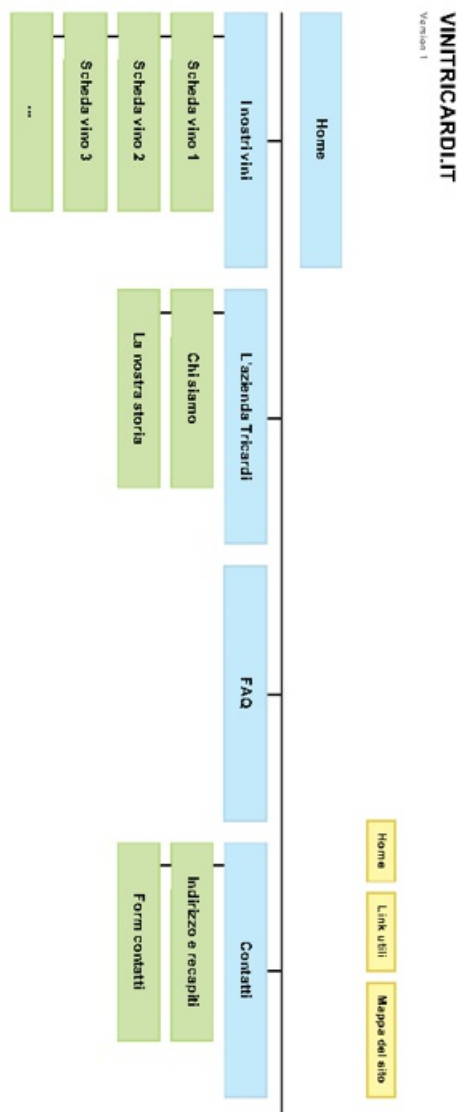 VINITRICARDI.IT
Version 1
Home
Link utili
Mappa del sito
Home
I nostri vini
Scheda vino 1
Scheda vino 2
Scheda vino 3
...
L'azienda Tricardi
Chi siamo
La nostra storia
FAQ
Contatti
Indirizzo e recapiti
Form contatti